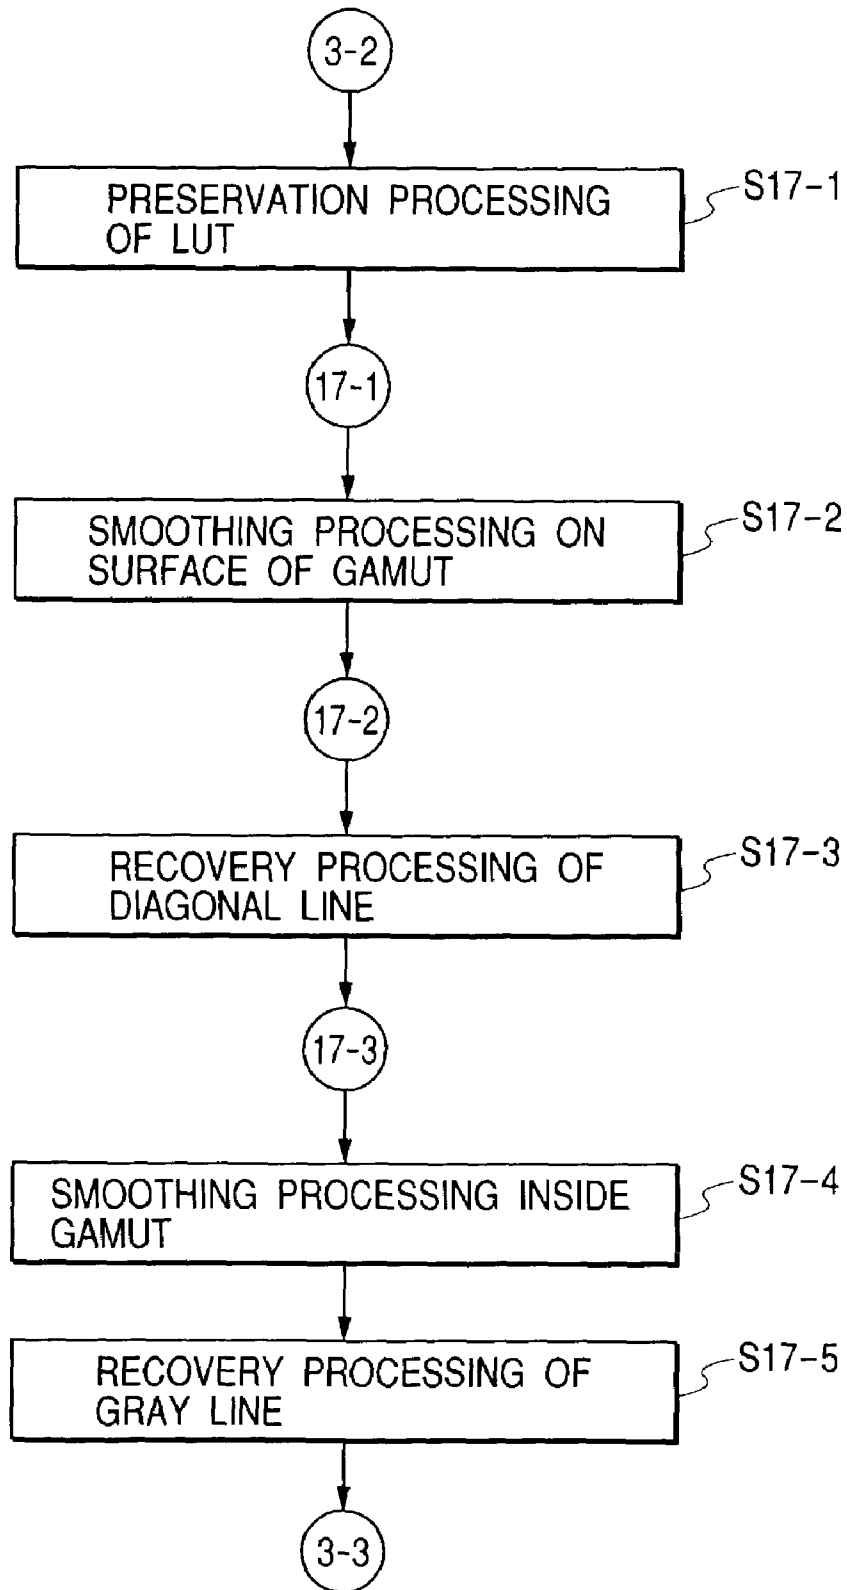 3-2
PRESERVATION PROCESSING
OF LUT
S17-1
17-1
SMOOTHING PROCESSING ON
SURFACE OF GAMUT
S17-2
17-2
RECOVERY PROCESSING OF
DIAGONAL LINE
S17-3
17-3
SMOOTHING PROCESSING INSIDE
GAMUT
S17-4
RECOVERY PROCESSING OF
GRAY LINE
S17-5
3-3